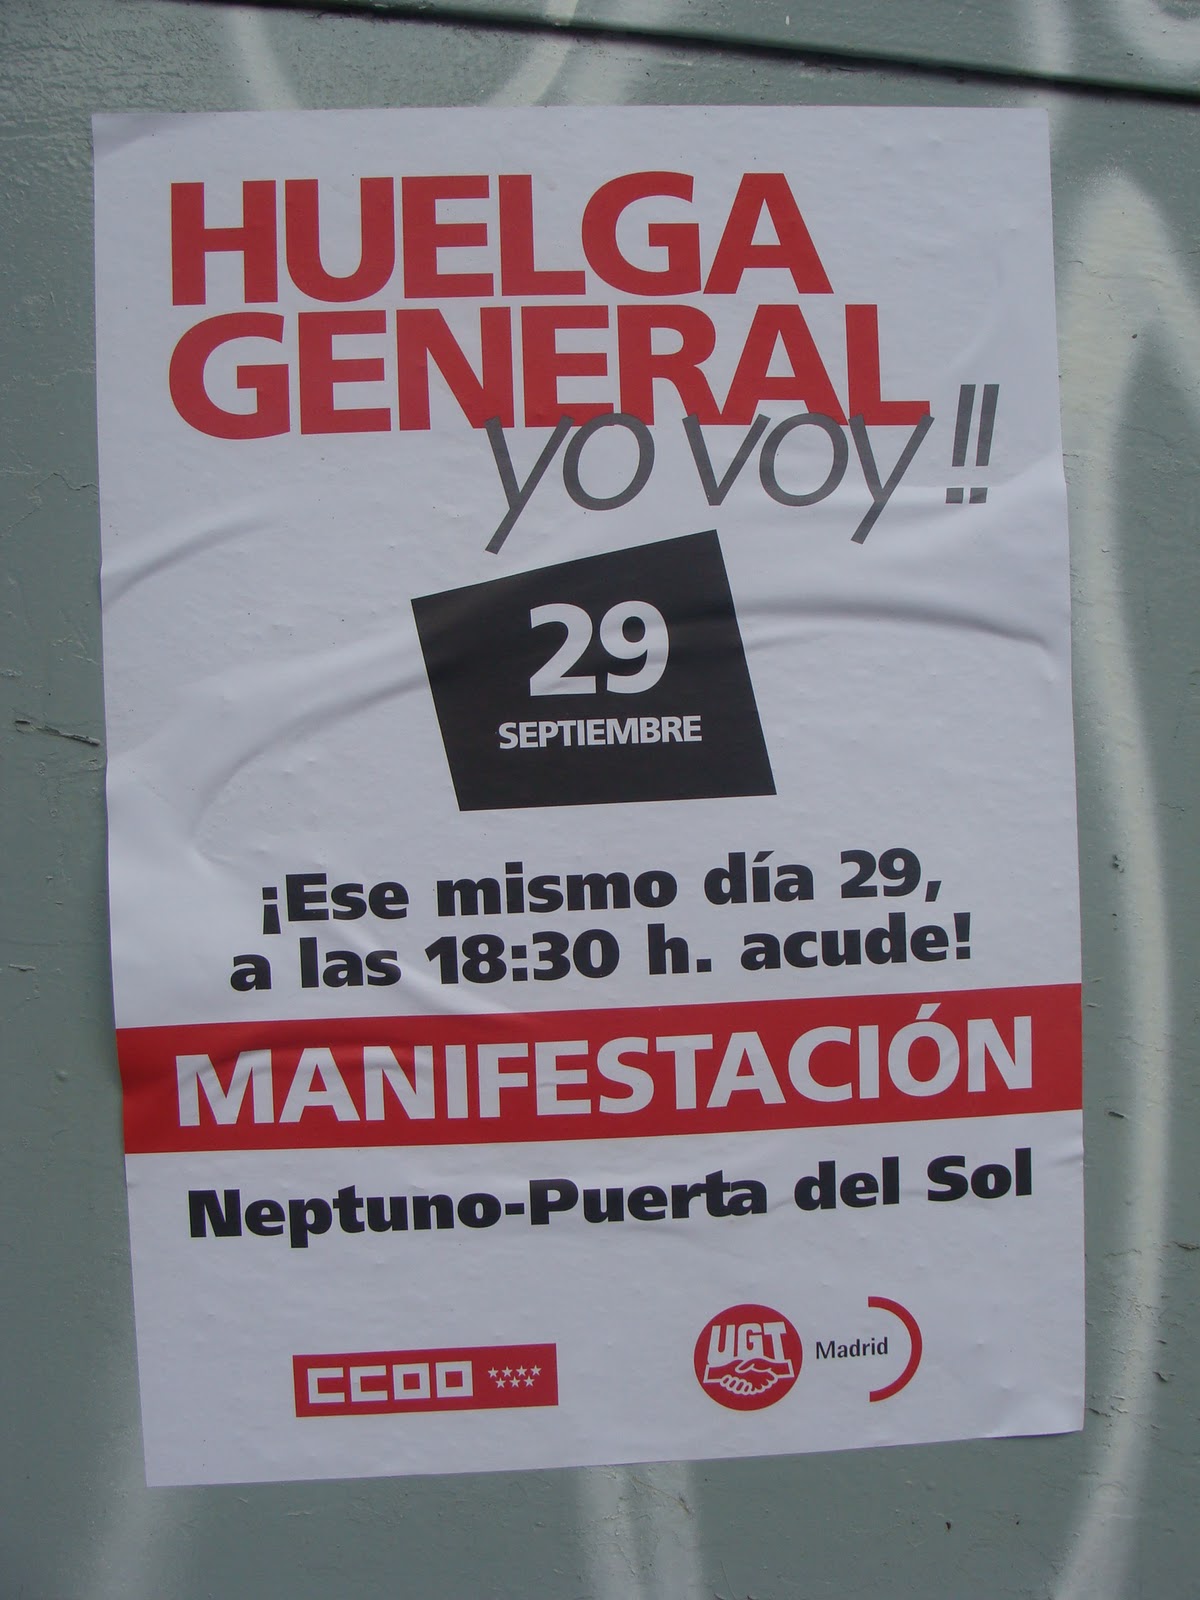 HUELGA
GENERAL
yo voy!!
29
SEPTIEMBRE
¡Ese mismo día 29,
a las 18:30 h. acude!
MANIFESTACIÓN
Neptuno-Puerta del Sol
CCOO
UGT Madrid